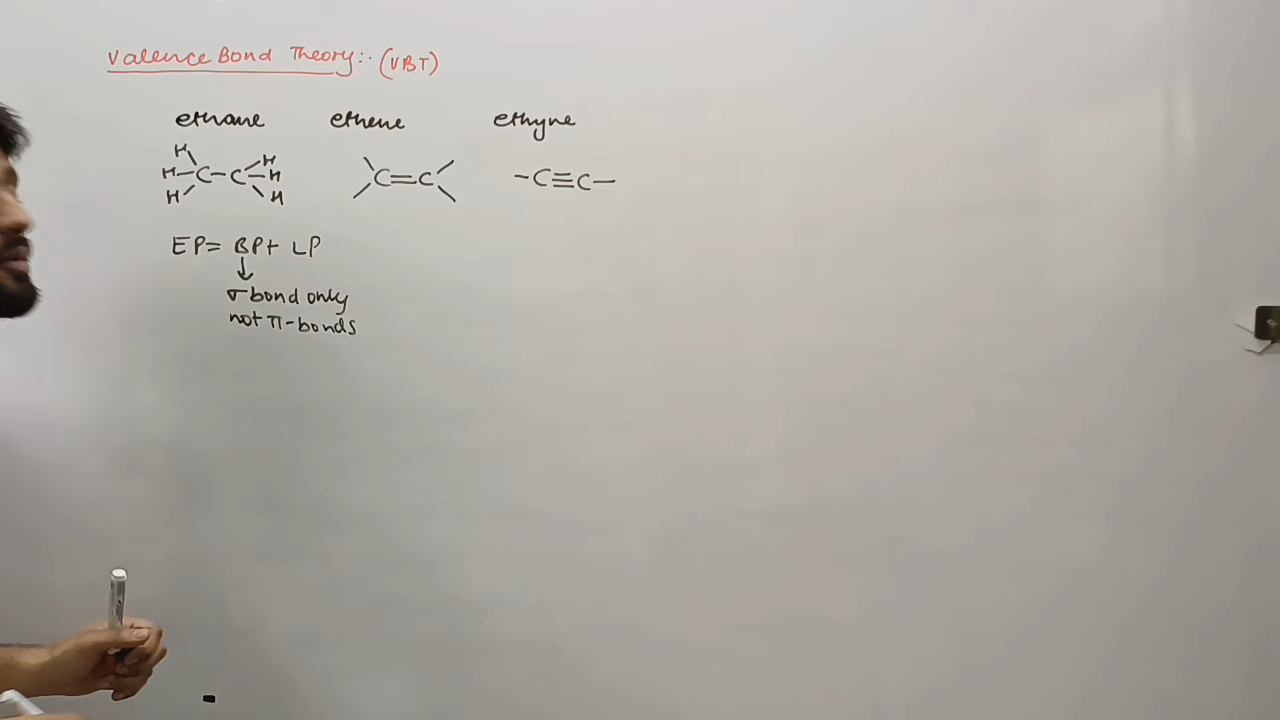 Valence Bond Theory:- (VBT)
ethane ethene ethyne
H
H-C-C-H
H H H
C=C
-C≡C-
EP= BP+ LP
↓
σ bond only
not π-bonds